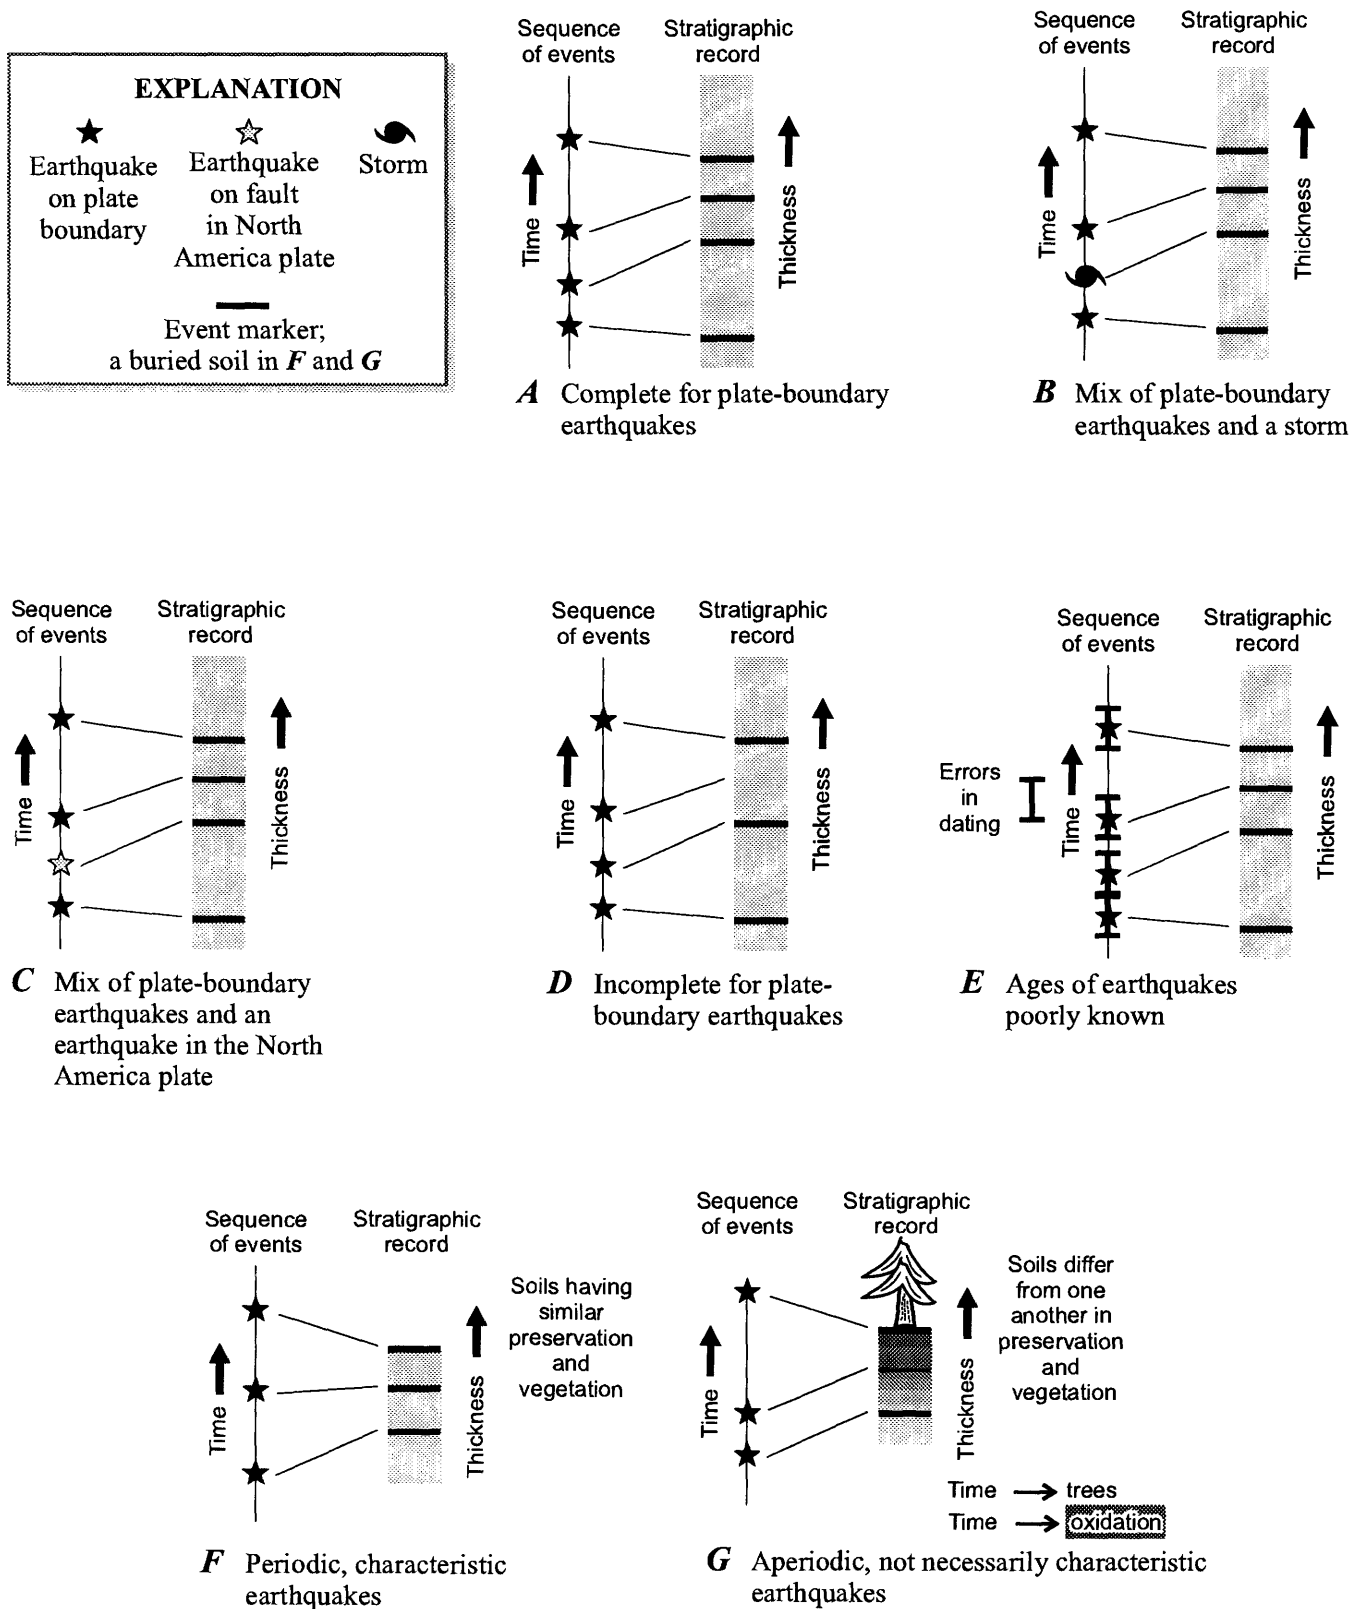 EXPLANATION
Earthquake
on plate
boundary
Earthquake
on fault
in North
America plate
Storm
Event marker;
a buried soil in F and G
Sequence
of events
Stratigraphic
record
Time
Thickness
A Complete for plate-boundary
earthquakes
Sequence
of events
Stratigraphic
record
Time
Thickness
B Mix of plate-boundary
earthquakes and a storm
Sequence
of events
Stratigraphic
record
Time
Thickness
C Mix of plate-boundary
earthquakes and an
earthquake in the North
America plate
Sequence
of events
Stratigraphic
record
Time
Thickness
D Incomplete for plate-
boundary earthquakes
Sequence
of events
Stratigraphic
record
Errors
in
dating
Time
Thickness
E Ages of earthquakes
poorly known
Sequence
of events
Stratigraphic
record
Time
Thickness
Soils having
similar
preservation
and
vegetation
F Periodic, characteristic
earthquakes
Sequence
of events
Stratigraphic
record
Time
Thickness
Soils differ
from one
another in
preservation
and
vegetation
Time → trees
Time → oxidation
G Aperiodic, not necessarily characteristic
earthquakes